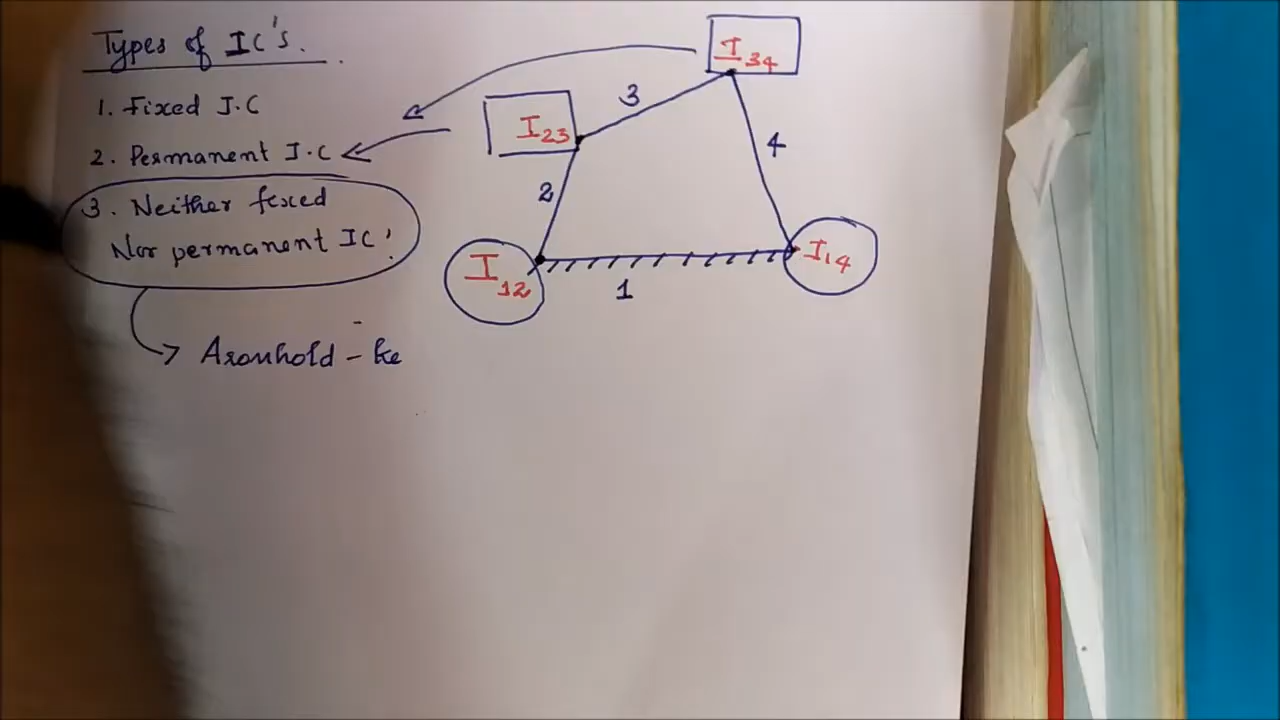 Types of IC's.
1. Fixed I.C
2. Permanent I.C
3. Neither fixed
Nor permanent IC'.
Aronhold - ke
I34
3
I23
4
2
I12
I14
1